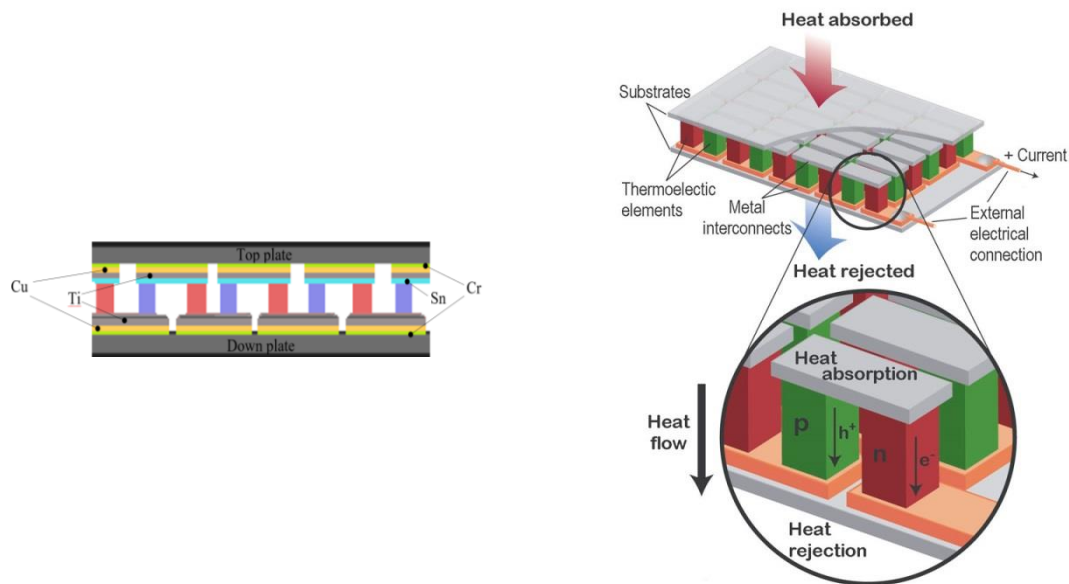 Top plate
Cu
Ti
Sn
Cr
Down plate
Heat absorbed
Substrates
+ Current
Thermoelectic
elements
Metal
interconnects
External
electrical
connection
Heat rejected
Heat
absorption
Heat
flow
p
h+
n
e-
Heat
rejection